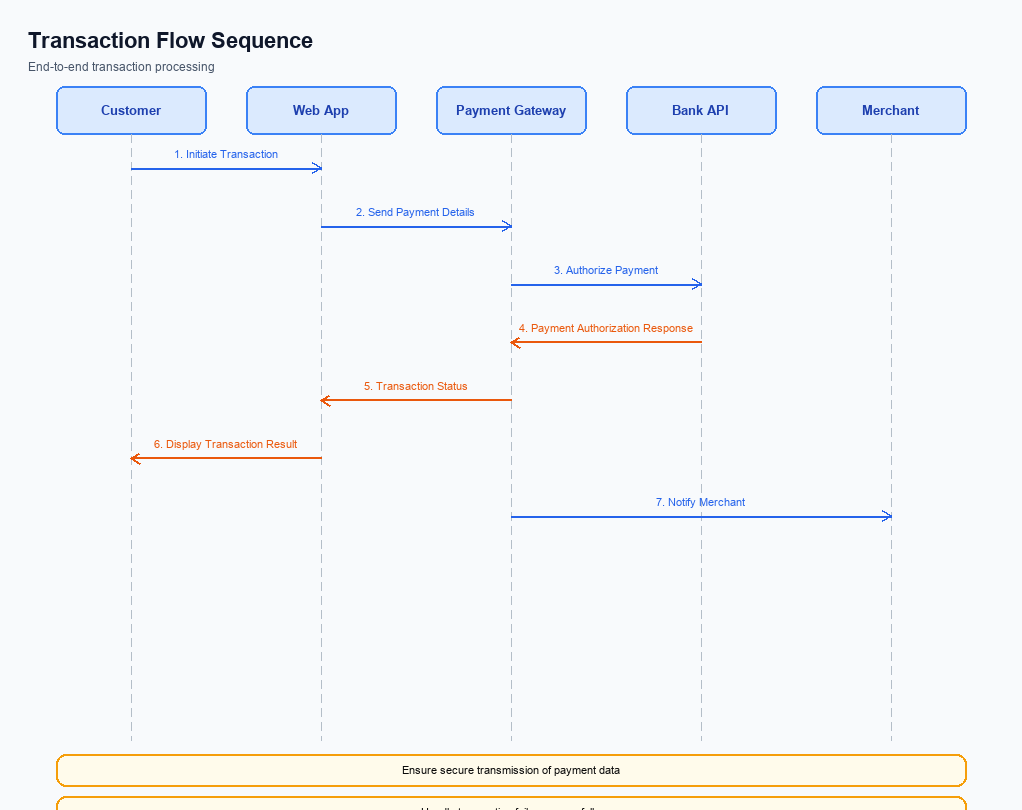 Transaction Flow Sequence
End-to-end transaction processing
Customer
Web App
Payment Gateway
Bank API
Merchant
1. Initiate Transaction
2. Send Payment Details
3. Authorize Payment
4. Payment Authorization Response
5. Transaction Status
6. Display Transaction Result
7. Notify Merchant
Ensure secure transmission of payment data